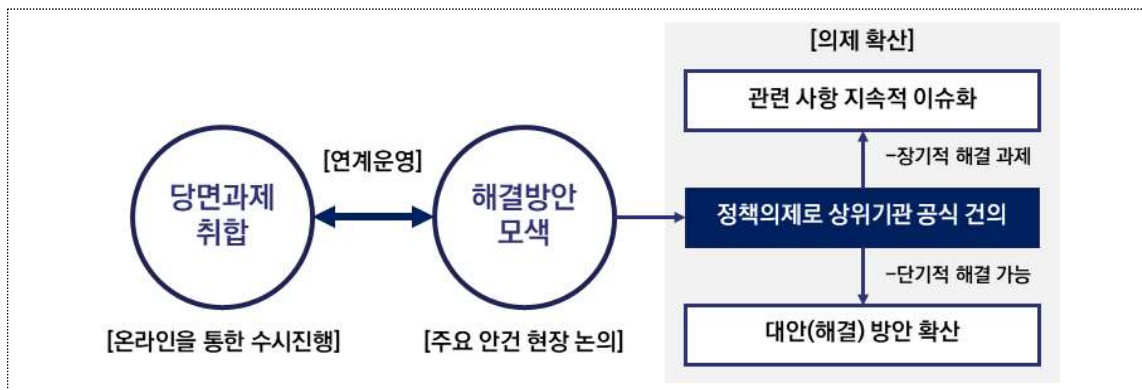 [의제 확산]
관련 사항 지속적 이슈화
-장기적 해결 과제
[연계운영]
당면과제
취합
해결방안
모색
정책의제로 상위기관 공식 건의
-단기적 해결 가능
대안(해결) 방안 확산
[온라인을 통한 수시진행]
[주요 안건 현장 논의]